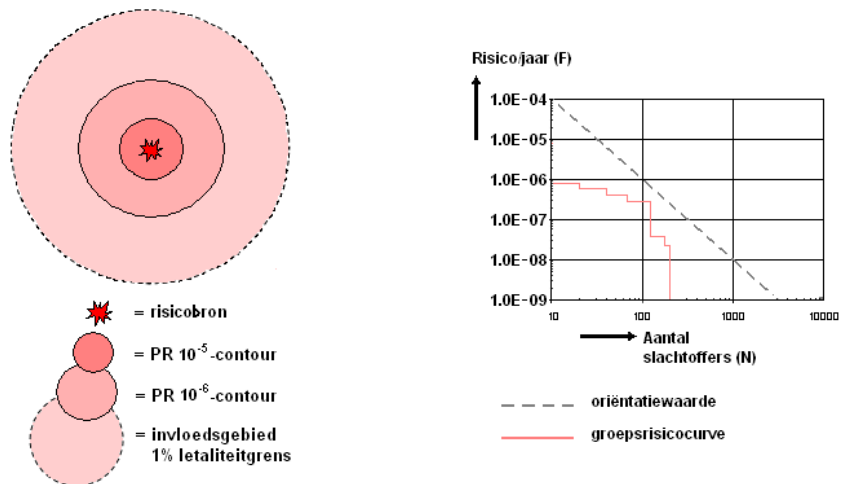 = risicobron
= PR 10⁻⁵-contour
= PR 10⁻⁶-contour
= invloedsgebied
1% letaliteitgrens
Risico/jaar (F)
1.0E-04
1.0E-05
1.0E-06
1.0E-07
1.0E-08
1.0E-09
10 100 1000 10000
Aantal
slachtoffers (N)
oriëntatiewaarde
groepsrisicocurve